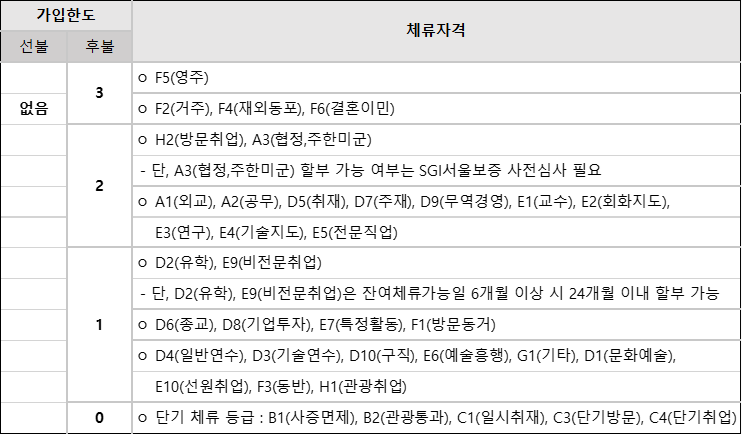 가입한도
체류자격
선불
후불
없음
3
ㅇ F5(영주)
ㅇ F2(거주), F4(재외동포), F6(결혼이민)
2
ㅇ H2(방문취업), A3(협정,주한미군)
- 단, A3(협정,주한미군) 할부 가능 여부는 SGI서울보증 사전심사 필요
ㅇ A1(외교), A2(공무), D5(취재), D7(주재), D9(무역경영), E1(교수), E2(회화지도),
E3(연구), E4(기술지도), E5(전문직업)
1
ㅇ D2(유학), E9(비전문취업)
- 단, D2(유학), E9(비전문취업)은 잔여체류가능일 6개월 이상 시 24개월 이내 할부 가능
ㅇ D6(종교), D8(기업투자), E7(특정활동), F1(방문동거)
ㅇ D4(일반연수), D3(기술연수), D10(구직), E6(예술흥행), G1(기타), D1(문화예술),
E10(선원취업), F3(동반), H1(관광취업)
0
ㅇ 단기 체류 등급 : B1(사증면제), B2(관광통과), C1(일시취재), C3(단기방문), C4(단기취업)